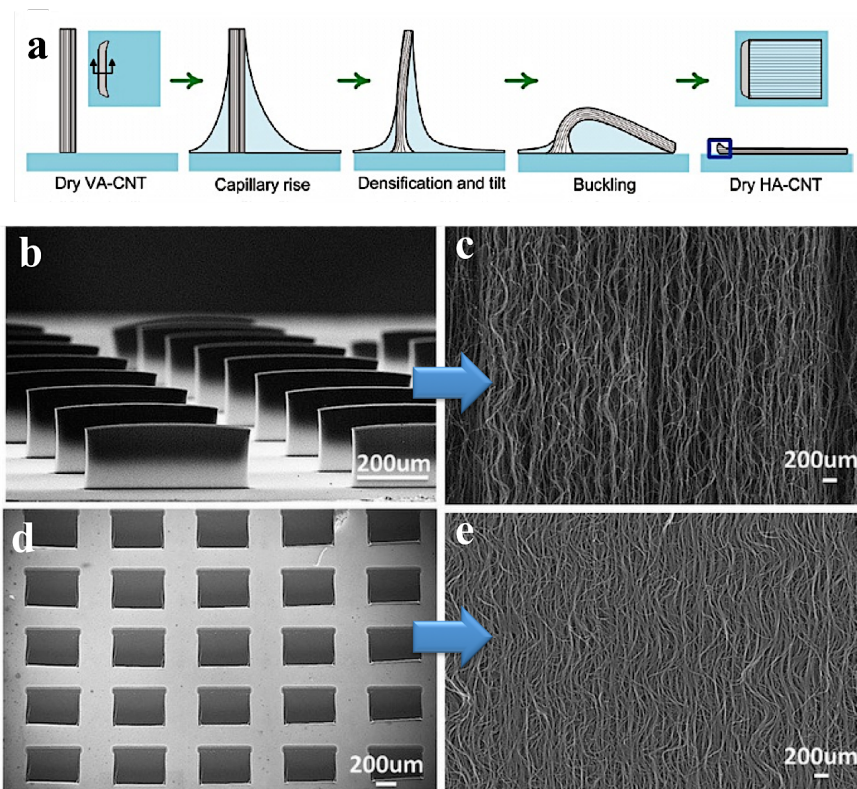 a
Dry VA-CNT
Capillary rise
Densification and tilt
Buckling
Dry HA-CNT
b
200um
c
200um
d
200um
e
200um